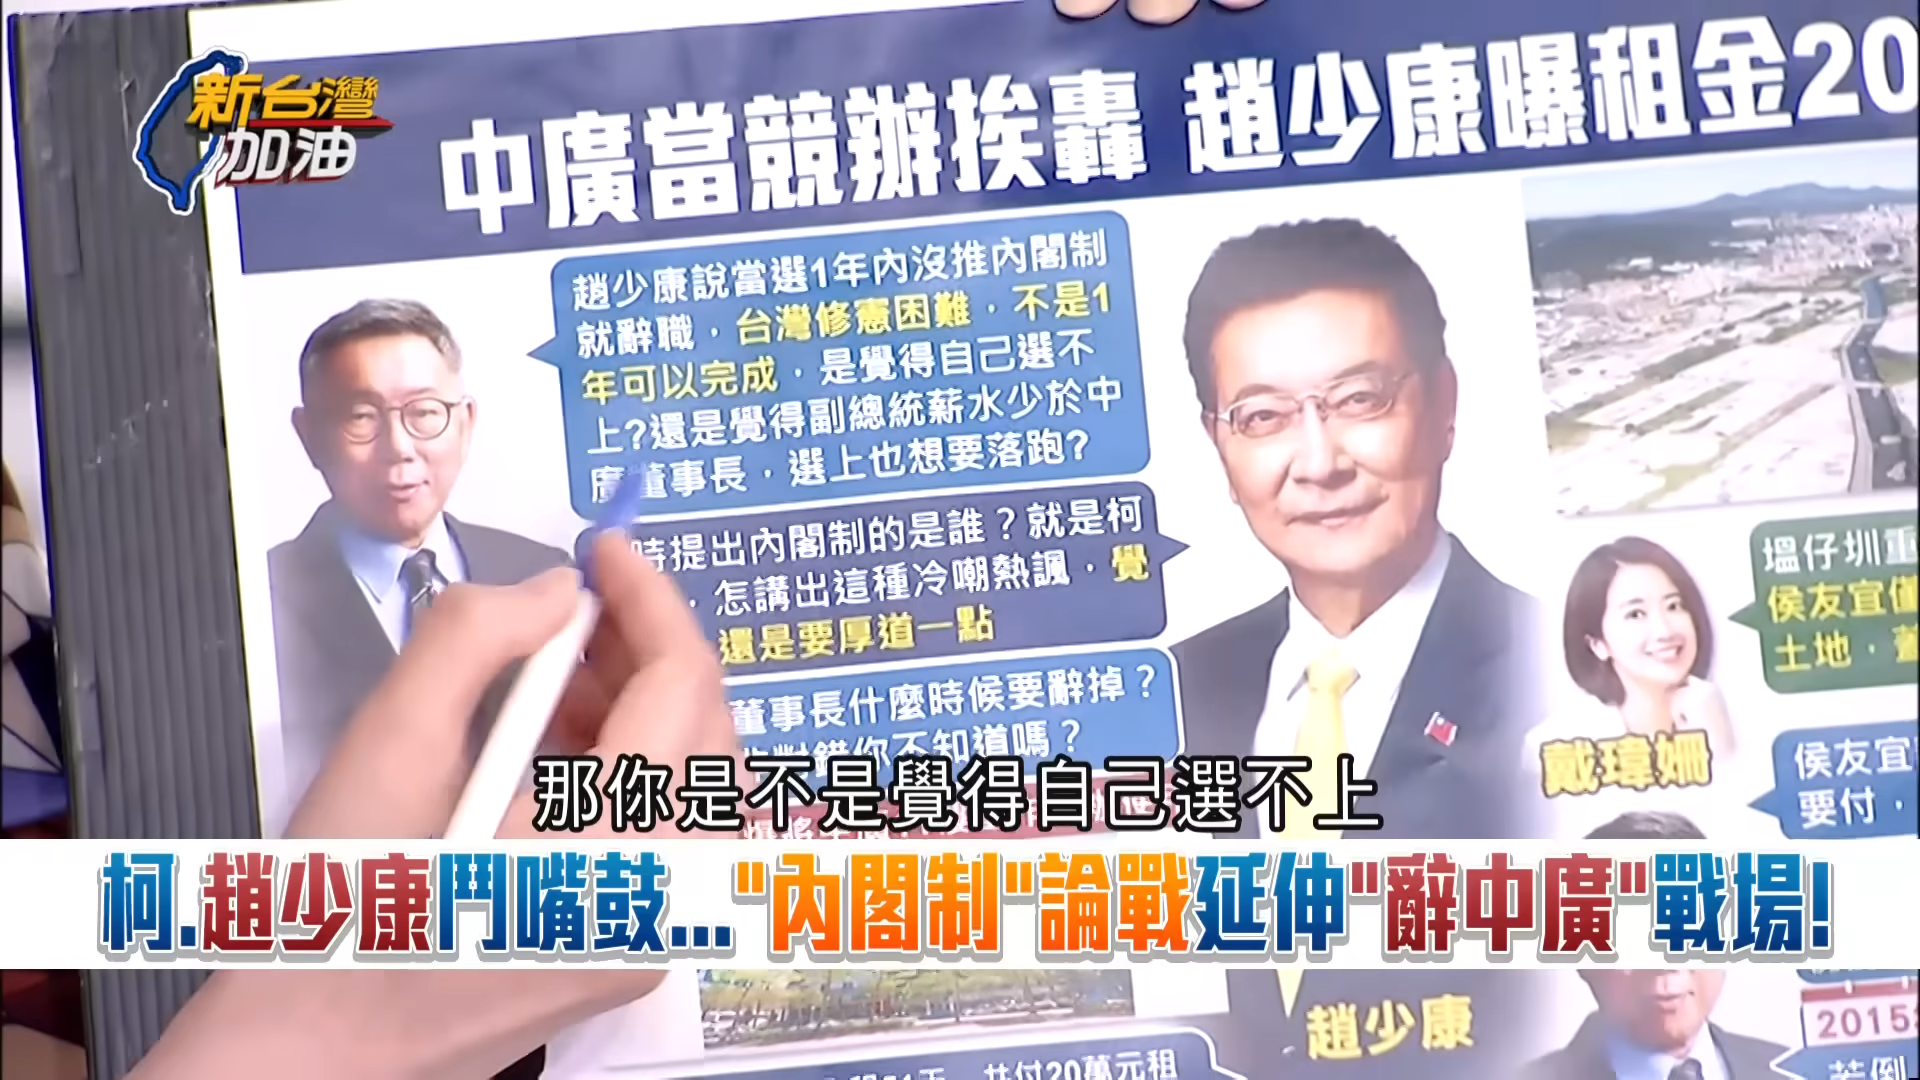 新台灣
加油
中廣當競辦挨轟 趙少康曝租金20
趙少康說當選1年內沒推內閣制
就辭職，台灣修憲困難，不是1
年可以完成，是覺得自己選不
上?還是覺得副總統薪水少於中
廣董事長，選上也想要落跑?
時提出內閣制的是誰？就是柯
，怎講出這種冷嘲熱諷，覺
還是要厚道一點
董事長什麼時候要辭掉？
對錯你不知道嗎？
塭仔圳重
侯友宜僅
土地，
戴瑋姍
侯友宜
要付，
那你是不是覺得自己選不上
柯.趙少康鬥嘴鼓..."內閣制"論戰延伸"辭中廣"戰場!
趙少康
2015
若倒
共付20萬元租